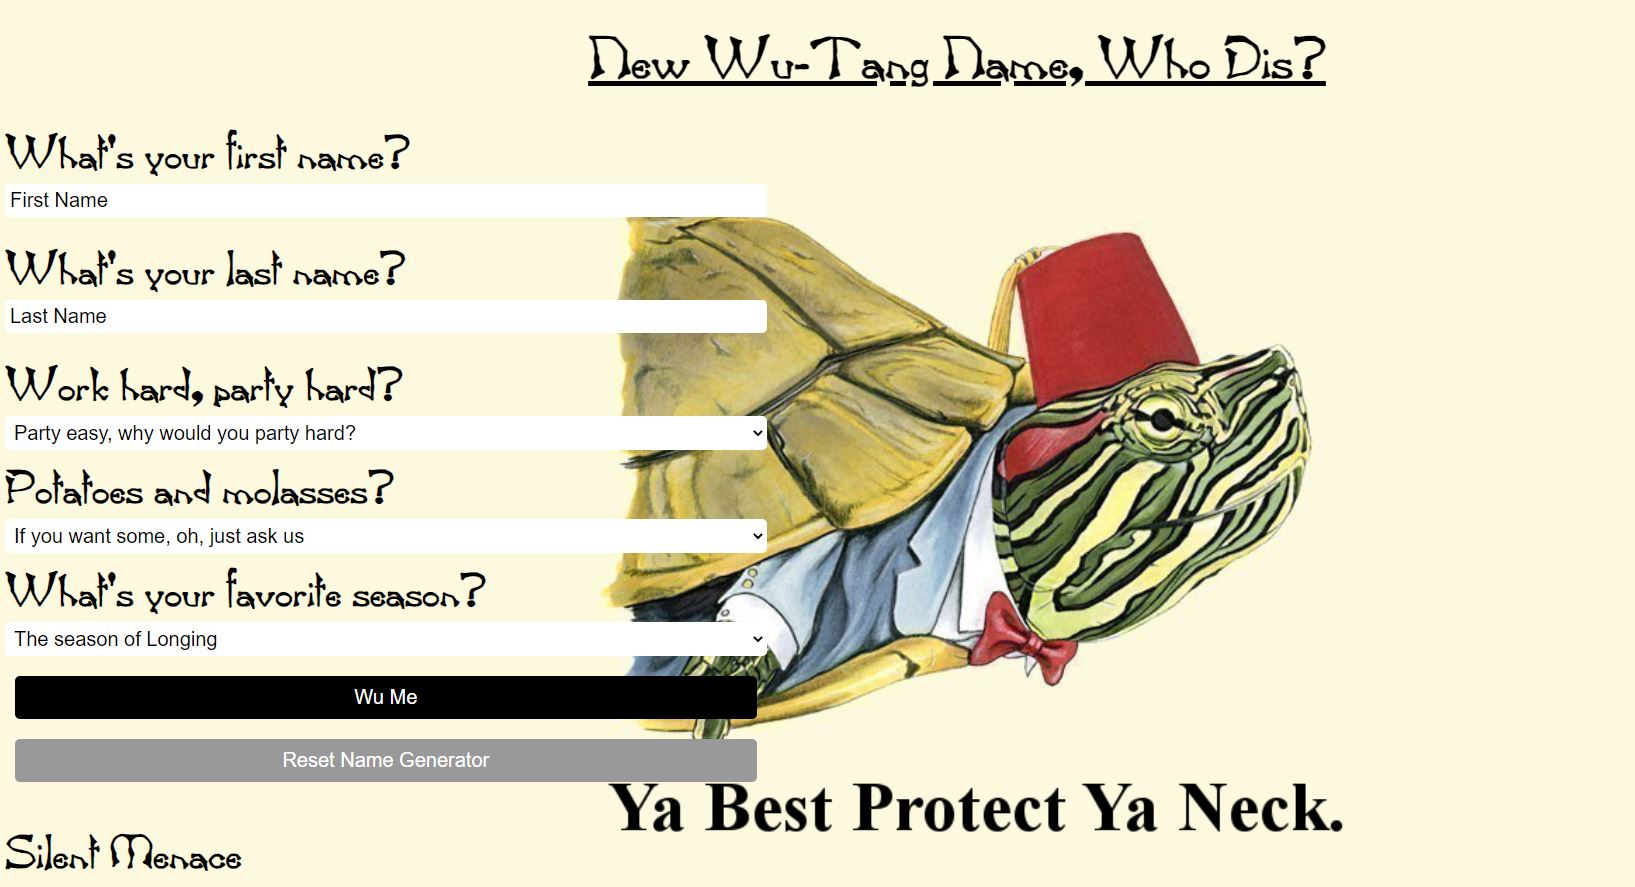 New Wu-Tang Name, Who Dis?
What's your first name?
First Name
What's your last name?
Last Name
Work hard, party hard?
Party easy, why would you party hard?
Potatoes and molasses?
If you want some, oh, just ask us
What's your favorite season?
The season of Longing
Wu Me
Reset Name Generator
Ya Best Protect Ya Neck.
Silent Menace